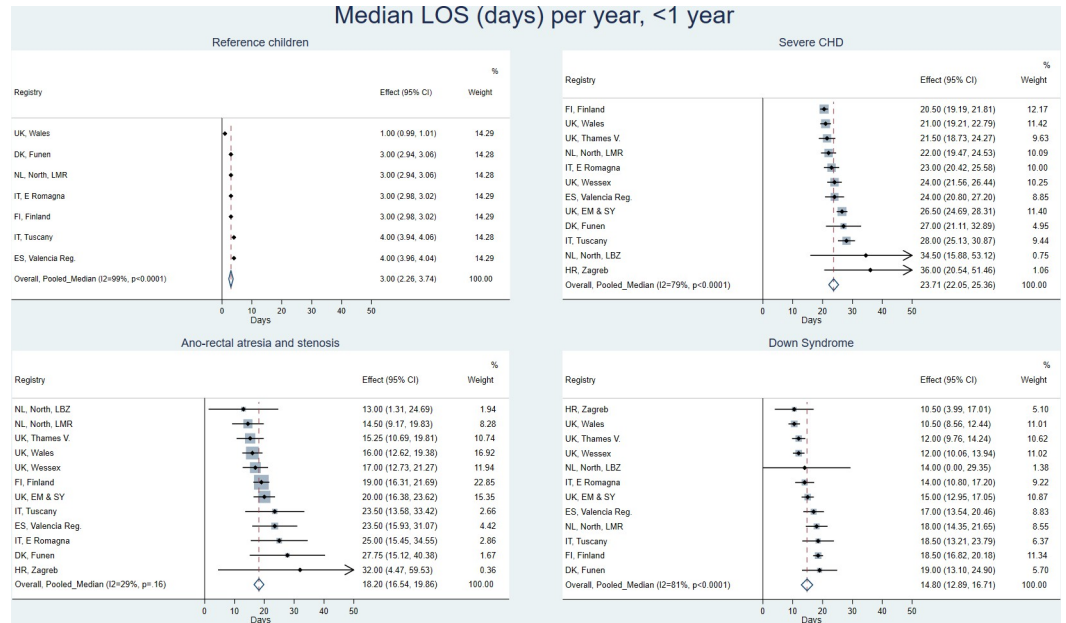 Median LOS (days) per year, <1 year
Reference children
%
Registry Effect (95% CI) Weight
UK, Wales 1.00 (0.99, 1.01) 14.29
DK, Funen 3.00 (2.94, 3.06) 14.28
NL, North, LMR 3.00 (2.94, 3.06) 14.28
IT, E Romagna 3.00 (2.98, 3.02) 14.29
FI, Finland 3.00 (2.98, 3.02) 14.29
IT, Tuscany 4.00 (3.94, 4.06) 14.28
ES, Valencia Reg. 4.00 (3.96, 4.04) 14.29
Overall, Pooled_Median (I2=99%, p<0.0001) 3.00 (2.26, 3.74) 100.00
0 10 20 30 40 50
Days
Severe CHD
%
Registry Effect (95% CI) Weight
FI, Finland 20.50 (19.19, 21.81) 12.17
UK, Wales 21.00 (19.21, 22.79) 11.42
UK, Thames V. 21.50 (18.73, 24.27) 9.63
NL, North, LMR 22.00 (19.47, 24.53) 10.09
IT, E Romagna 23.00 (20.42, 25.58) 10.00
UK, Wessex 24.00 (21.56, 26.44) 10.25
ES, Valencia Reg. 24.00 (20.80, 27.20) 8.85
UK, EM & SY 26.50 (24.69, 28.31) 11.40
DK, Funen 27.00 (21.11, 32.89) 4.95
IT, Tuscany 28.00 (25.13, 30.87) 9.44
NL, North, LBZ 34.50 (15.88, 53.12) 0.75
HR, Zagreb 36.00 (20.54, 51.46) 1.06
Overall, Pooled_Median (I2=79%, p<0.0001) 23.71 (22.05, 25.36) 100.00
0 10 20 30 40 50
Days
Ano-rectal atresia and stenosis
%
Registry Effect (95% CI) Weight
NL, North, LBZ 13.00 (1.31, 24.69) 1.94
NL, North, LMR 14.50 (9.17, 19.83) 8.28
UK, Thames V. 15.25 (10.69, 19.81) 10.74
UK, Wales 16.00 (12.62, 19.38) 16.92
UK, Wessex 17.00 (12.73, 21.27) 11.94
FI, Finland 19.00 (16.31, 21.69) 22.85
UK, EM & SY 20.00 (16.38, 23.62) 15.35
IT, Tuscany 23.50 (13.58, 33.42) 2.66
ES, Valencia Reg. 23.50 (15.93, 31.07) 4.42
IT, E Romagna 25.00 (15.45, 34.55) 2.86
DK, Funen 27.75 (15.12, 40.38) 1.67
HR, Zagreb 32.00 (4.47, 59.53) 0.36
Overall, Pooled_Median (I2=29%, p=.16) 18.20 (16.54, 19.86) 100.00
0 10 20 30 40 50
Days
Down Syndrome
%
Registry Effect (95% CI) Weight
HR, Zagreb 10.50 (3.99, 17.01) 5.10
UK, Wales 10.50 (8.56, 12.44) 11.01
UK, Thames V. 12.00 (9.76, 14.24) 10.62
UK, Wessex 12.00 (10.06, 13.94) 11.02
NL, North, LBZ 14.00 (0.00, 29.35) 1.38
IT, E Romagna 14.00 (10.80, 17.20) 9.22
UK, EM & SY 15.00 (12.95, 17.05) 10.87
ES, Valencia Reg. 17.00 (13.54, 20.46) 8.83
NL, North, LMR 18.00 (14.35, 21.65) 8.55
IT, Tuscany 18.50 (13.21, 23.79) 6.37
FI, Finland 18.50 (16.82, 20.18) 11.34
DK, Funen 19.00 (13.10, 24.90) 5.70
Overall, Pooled_Median (I2=81%, p<0.0001) 14.80 (12.89, 16.71) 100.00
0 10 20 30 40 50
Days